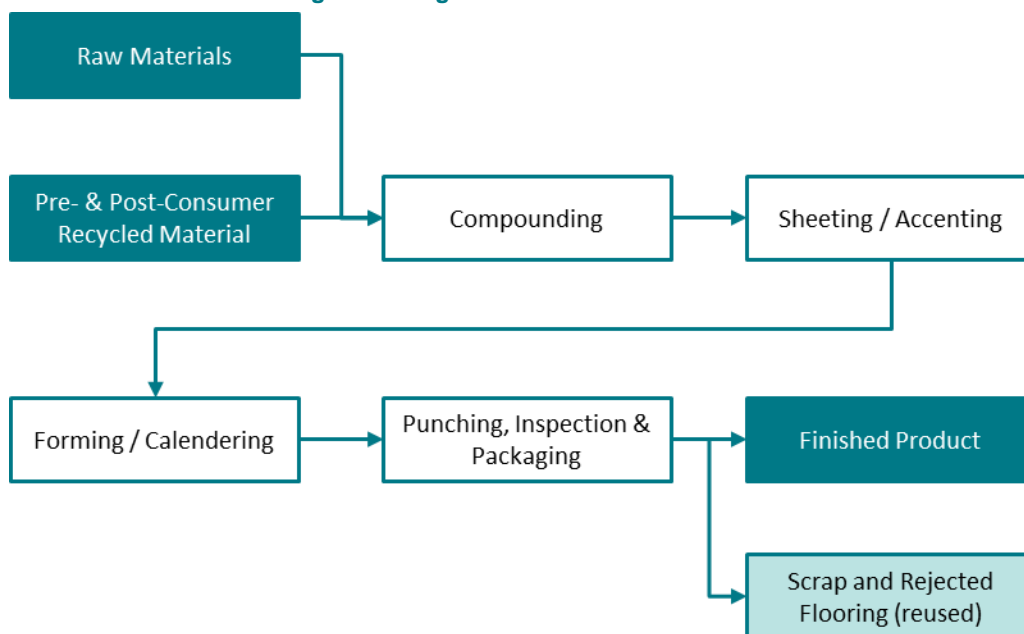 Raw Materials
Pre- & Post-Consumer
Recycled Material
Compounding
Sheeting / Accenting
Forming / Calendering
Punching, Inspection &
Packaging
Finished Product
Scrap and Rejected
Flooring (reused)